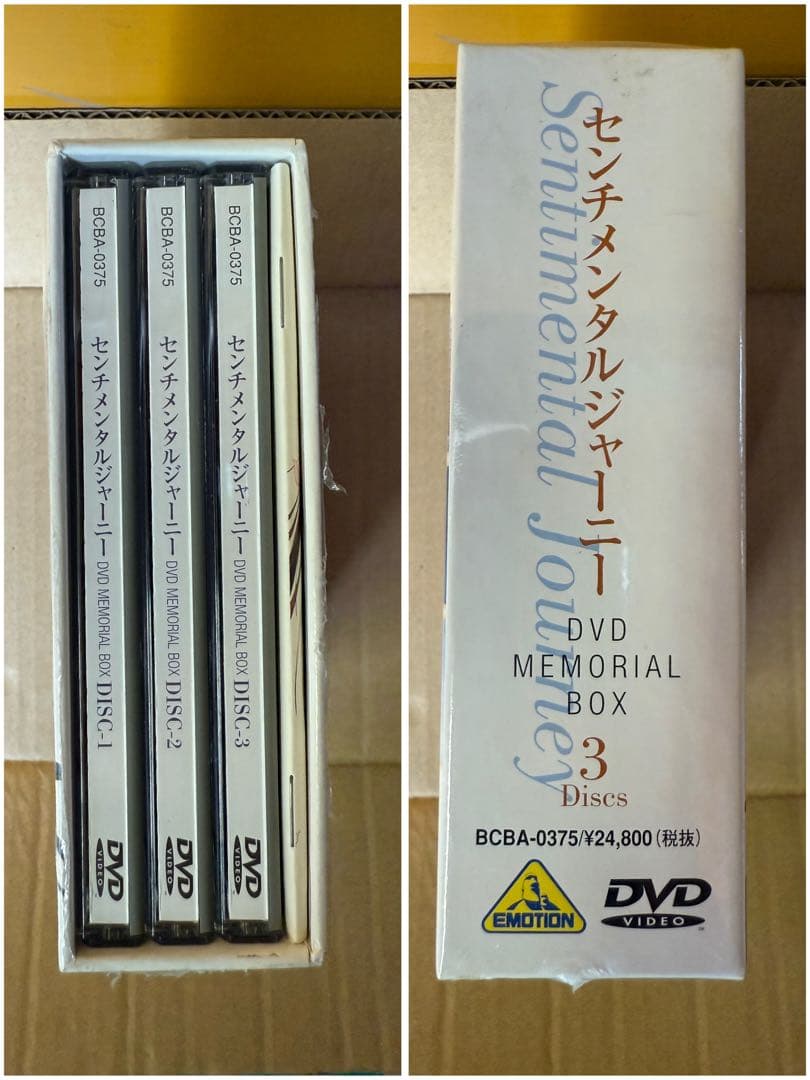 BCBA-0375
センチメンタルジャーニー DVD MEMORIAL BOX DISC-1
DVD
VIDEO
BCBA-0375
センチメンタルジャーニー DVD MEMORIAL BOX DISC-2
DVD
VIDEO
BCBA-0375
センチメンタルジャーニー DVD MEMORIAL BOX DISC-3
DVD
VIDEO
センチメンタルジャーニー
Sentimental Journey
DVD
MEMORIAL
BOX
3
Discs
BCBA-0375/¥24,800(税抜)
EMOTION
DVD
VIDEO
TM